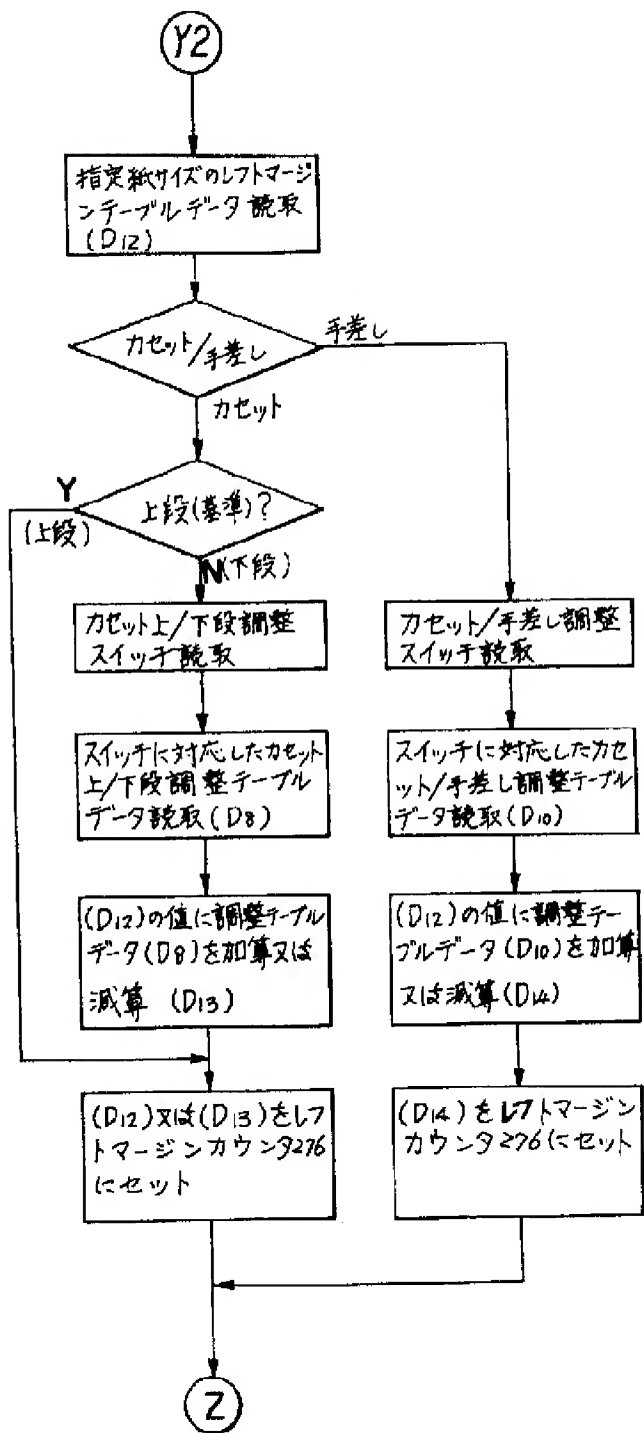 Y2
指定紙サイズのレフトマージ
ンテーブルデータ読取
(D12)
カセット/手差し
手差し
カセット
上段(基準)?
Y
(上段)
N(下段)
カセット上/下段調整
スイッチ読取
スイッチに対応したカセット
上/下段調整テーブル
データ読取(D8)
(D12)の値に調整テーブル
データ(D8)を加算又は
減算 (D13)
(D12)又は(D13)をレフ
トマージンカウンタ276
にセット
カセット/手差し調整
スイッチ読取
スイッチに対応したカセ
ット/手差し調整テーブル
データ読取(D10)
(D12)の値に調整テー
ブルデータ(D10)を加算
又は減算(D14)
(D14)をレフトマージン
カウンタ276にセット
Z